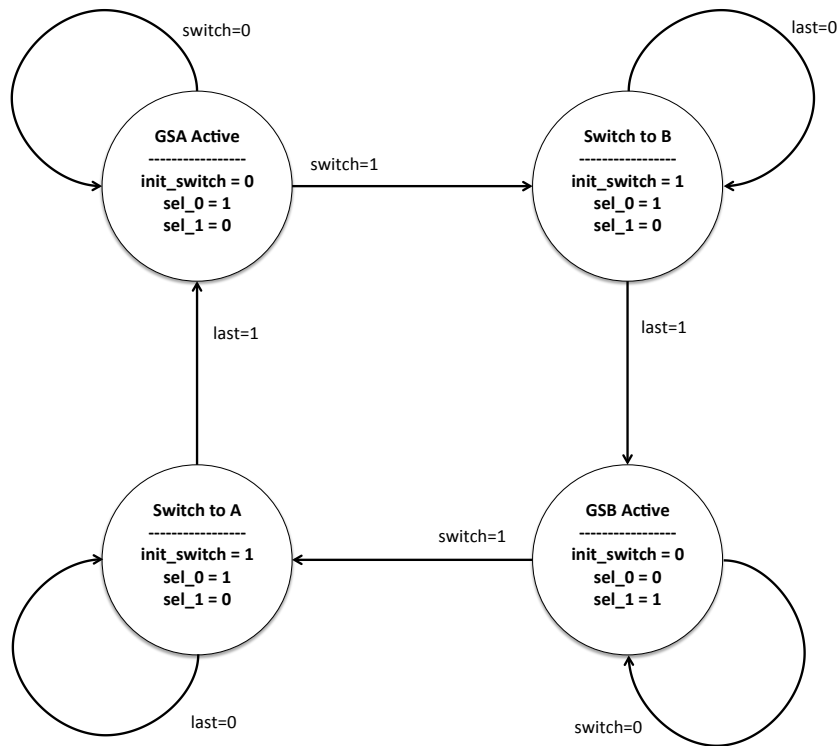 switch=0
last=0
GSA Active
------------------
init_switch = 0
sel_0 = 1
sel_1 = 0
switch=1
Switch to B
------------------
init_switch = 1
sel_0 = 1
sel_1 = 0
last=1
last=1
Switch to A
------------------
init_switch = 1
sel_0 = 1
sel_1 = 0
switch=1
GSB Active
------------------
init_switch = 0
sel_0 = 0
sel_1 = 1
last=0
switch=0